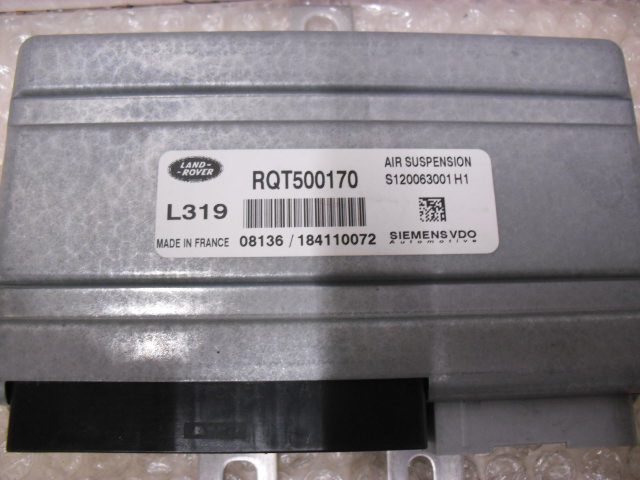 LAND-
-ROVER
RQT500170
AIR SUSPENSION
S120063001 H1
L319
MADE IN FRANCE
08136 / 184110072
SIEMENS VDO
Automotive